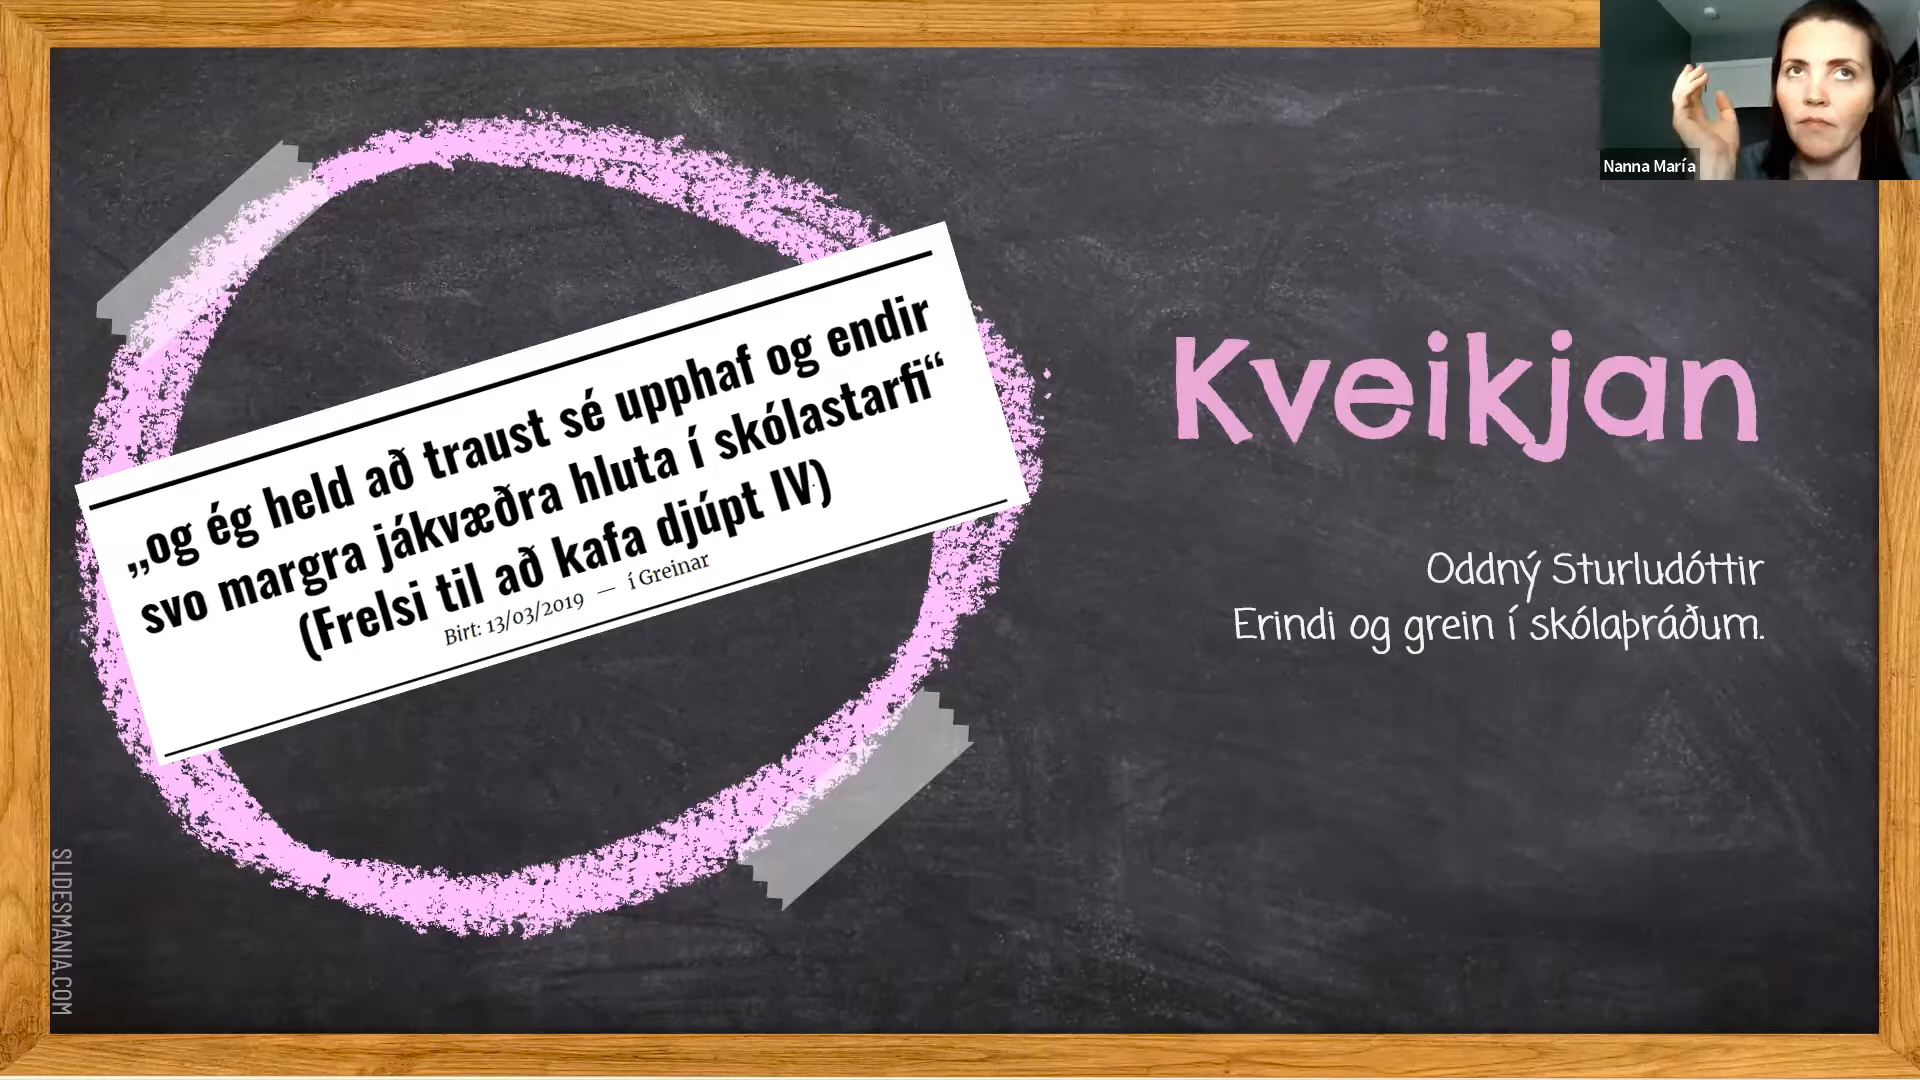 „og ég held að traust sé upphaf og endir
svo margra jákvæðra hluta í skólastarfi“
(Frelsi til að kafa djúpt IV)
Birt: 13/03/2019 — í Greinar
Kveikjan
Oddný Sturludóttir
Erindi og grein í skólaþráðum.
Nanna María
SLIDESMANIA.COM